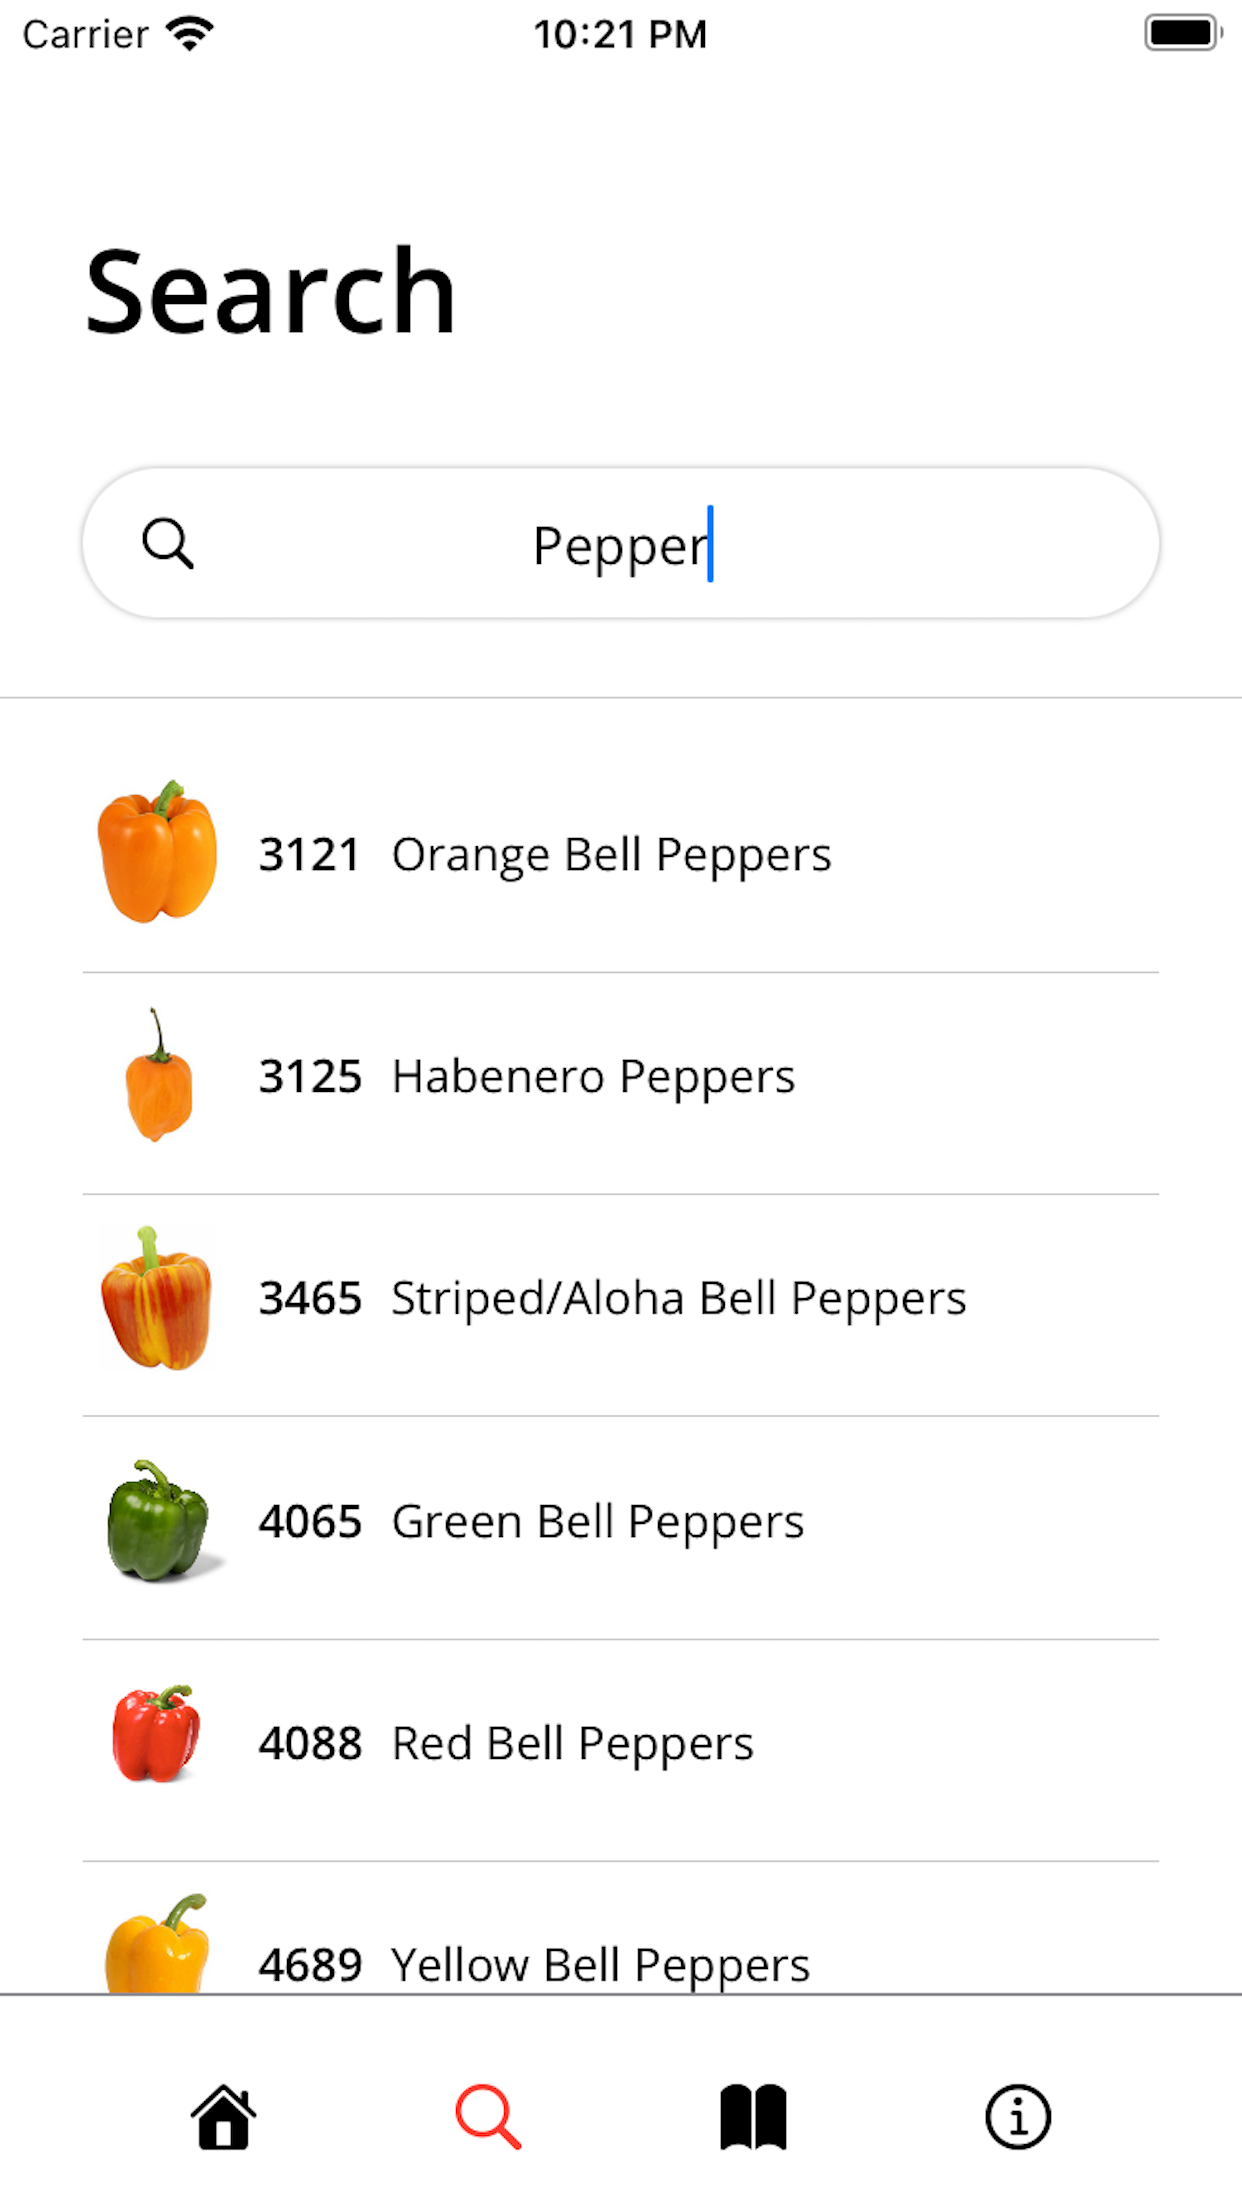 Carrier 10:21 PM
Search
Pepper
3121 Orange Bell Peppers
3125 Habenero Peppers
3465 Striped/Aloha Bell Peppers
4065 Green Bell Peppers
4088 Red Bell Peppers
4689 Yellow Bell Peppers